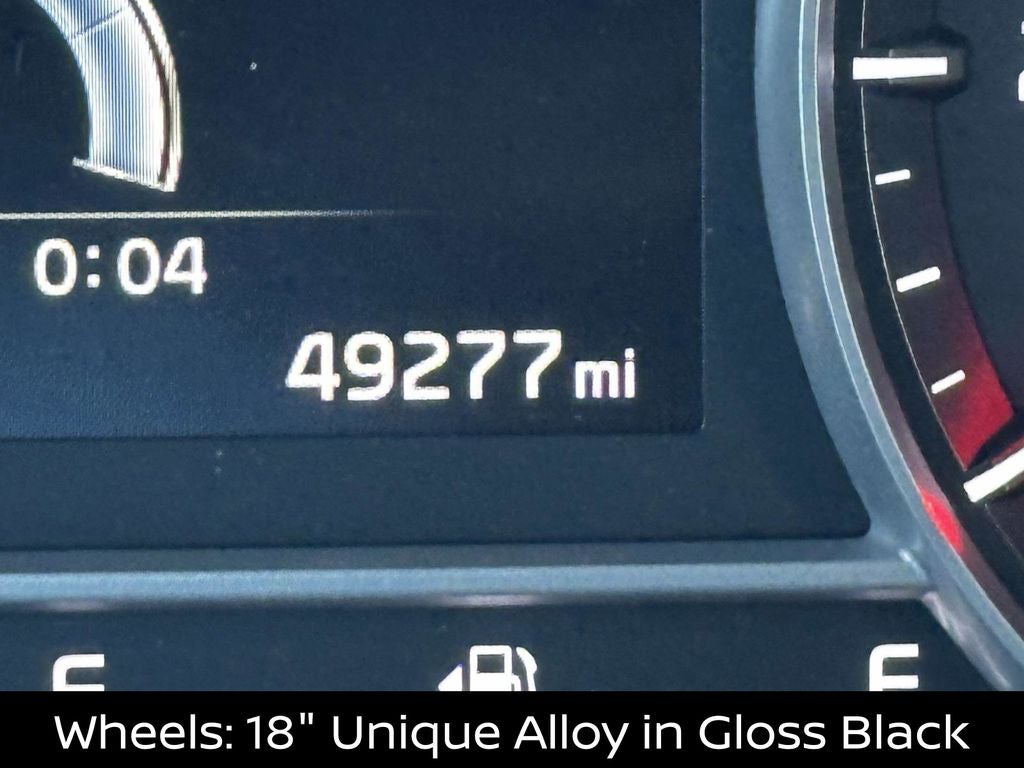 0:04
49277 mi
F E
Wheels: 18" Unique Alloy in Gloss Black